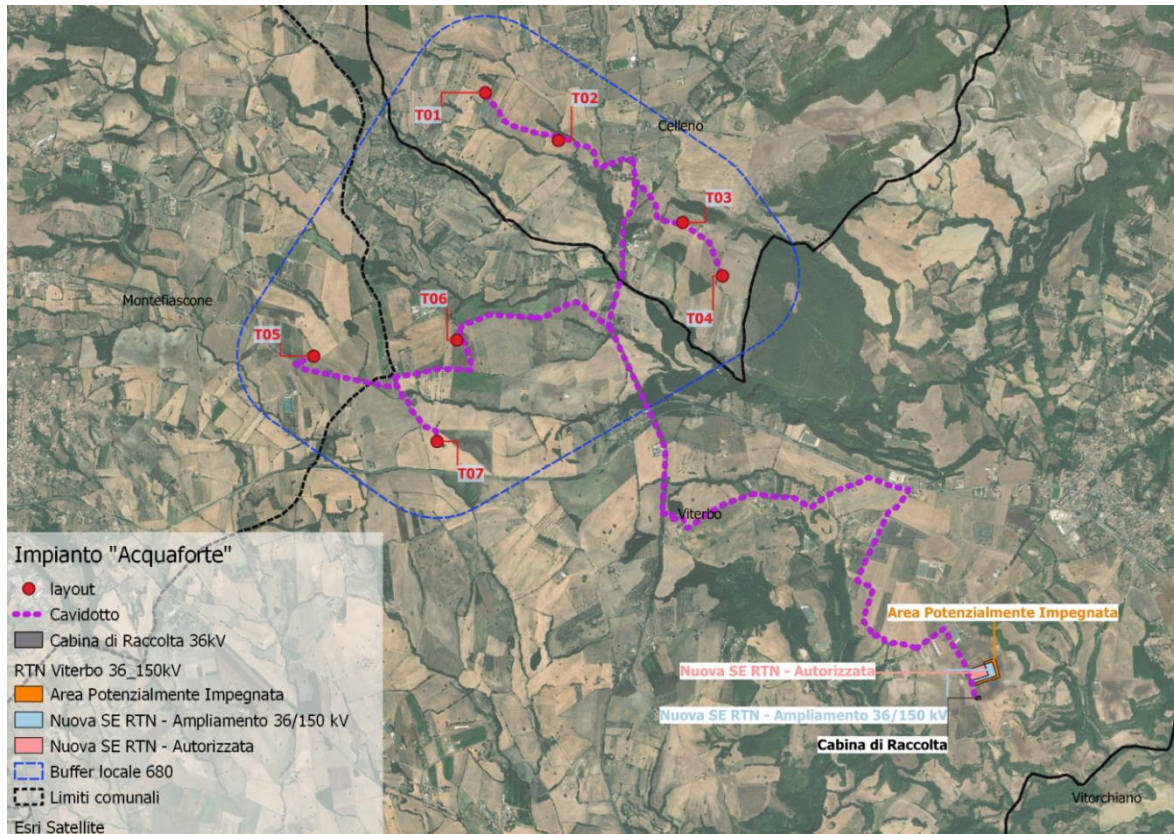 T01
T02
Celleno
T03
T04
Montefiascone
T06
T05
T07
Viterbo
Impianto "Acquaforte"
layout
Cavidotto
Cabina di Raccolta 36kV
RTN Viterbo 36_150kV
Area Potenzialmente Impegnata
Nuova SE RTN - Ampliamento 36/150 kV
Nuova SE RTN - Autorizzata
Buffer locale 680
Limiti comunali
Esri Satellite
Area Potenzialmente Impegnata
Nuova SE RTN - Autorizzata
Nuova SE RTN - Ampliamento 36/150 kV
Cabina di Raccolta
Vitorchiano